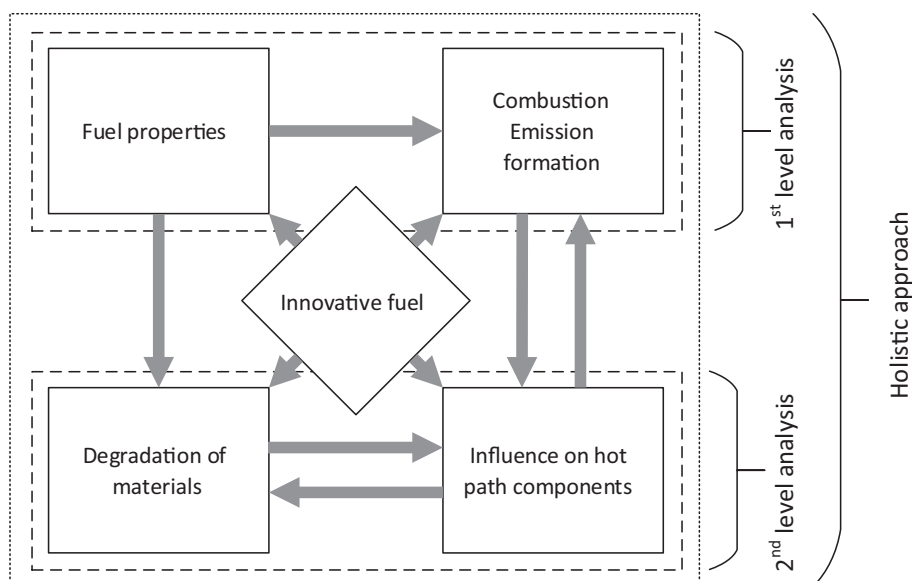 Fuel properties
Combustion
Emission
formation
Innovative fuel
Degradation of
materials
Influence on hot
path components
1st level analysis
2nd level analysis
Holistic approach